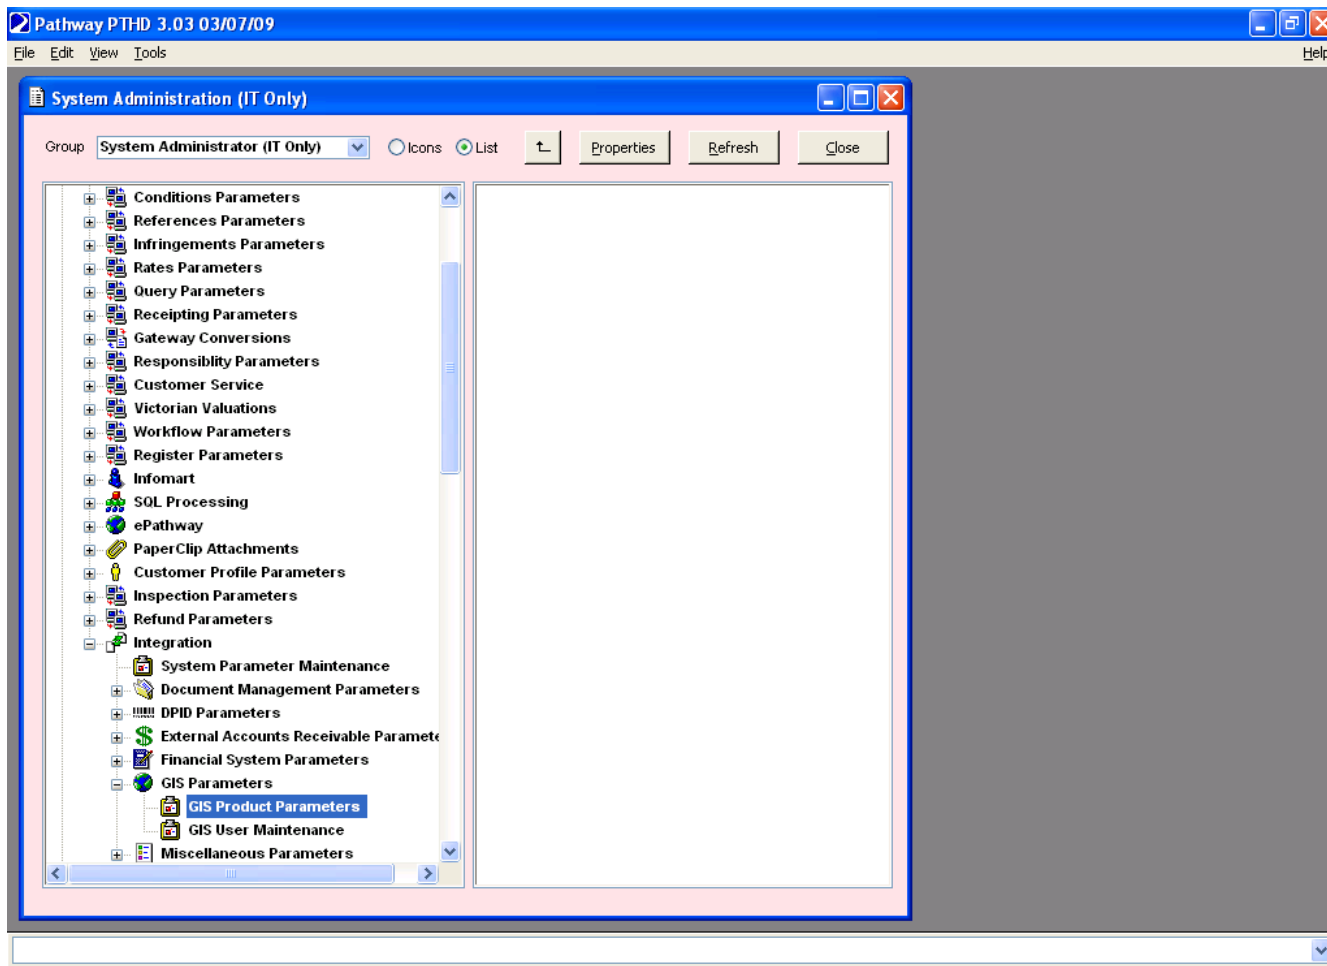 Pathway PTHD 3.03 03/07/09
File Edit View Tools Help
System Administration (IT Only)
Group System Administrator (IT Only) Icons List Properties Refresh Close
Conditions Parameters
References Parameters
Infringements Parameters
Rates Parameters
Query Parameters
Receipting Parameters
Gateway Conversions
Responsiblity Parameters
Customer Service
Victorian Valuations
Workflow Parameters
Register Parameters
Infomart
SQL Processing
ePathway
PaperClip Attachments
Customer Profile Parameters
Inspection Parameters
Refund Parameters
Integration
System Parameter Maintenance
Document Management Parameters
DPID Parameters
External Accounts Receivable Paramete
Financial System Parameters
GIS Parameters
GIS Product Parameters
GIS User Maintenance
Miscellaneous Parameters